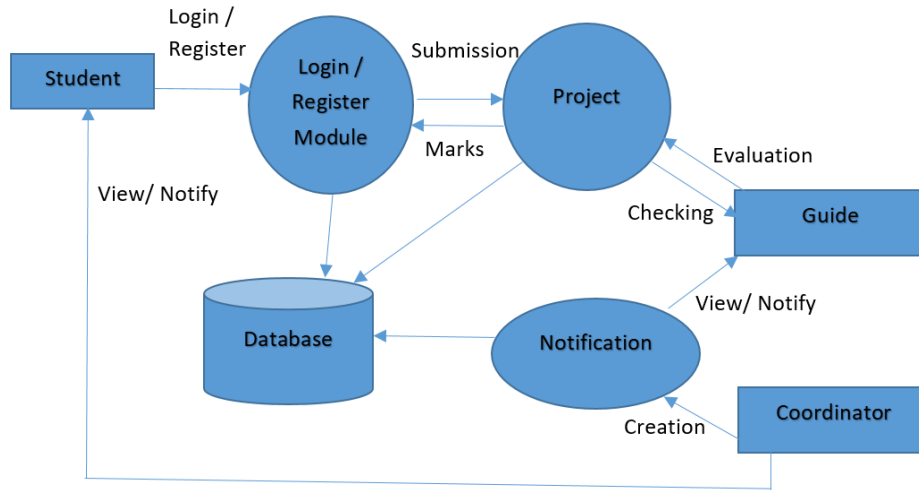 Login /
Register
Student
Login /
Register
Module
Submission
Project
Marks
Evaluation
View/ Notify
Checking
Guide
View/ Notify
Database
Notification
Creation
Coordinator